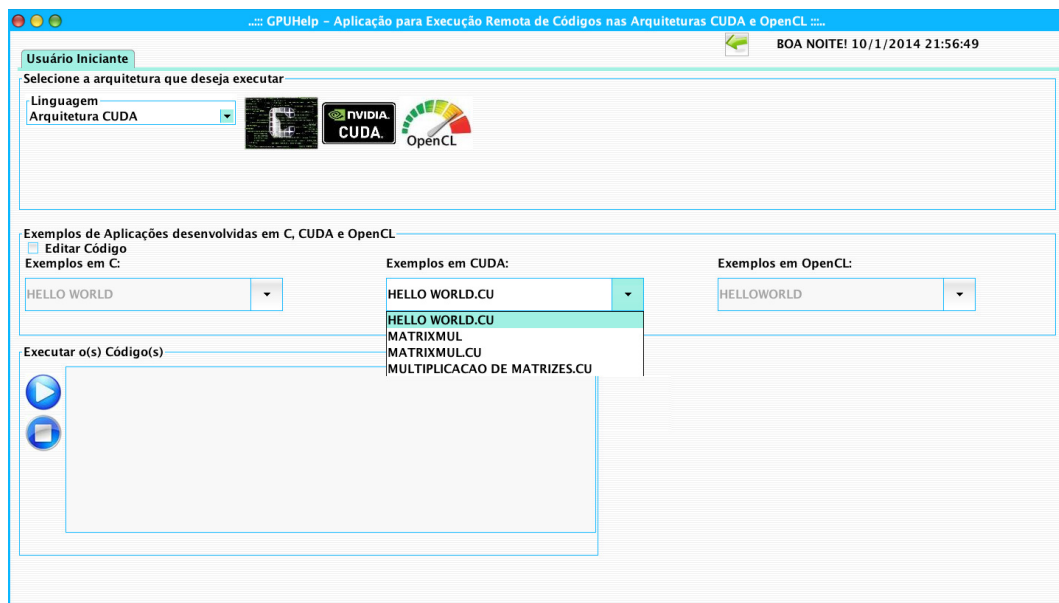 ..::: GPUHelp – Aplicação para Execução Remota de Códigos nas Arquiteturas CUDA e OpenCL :::..
BOA NOITE! 10/1/2014 21:56:49
Usuário Iniciante
Selecione a arquitetura que deseja executar
Linguagem
Arquitetura CUDA
C
NVIDIA.
CUDA.
OpenCL
Exemplos de Aplicações desenvolvidas em C, CUDA e OpenCL
Editar Código
Exemplos em C: Exemplos em CUDA: Exemplos em OpenCL:
HELLO WORLD HELLO WORLD.CU HELLOWORLD
HELLO WORLD.CU
MATRIXMUL
MATRIXMUL.CU
MULTIPLICACAO DE MATRIZES.CU
Executar o(s) Código(s)